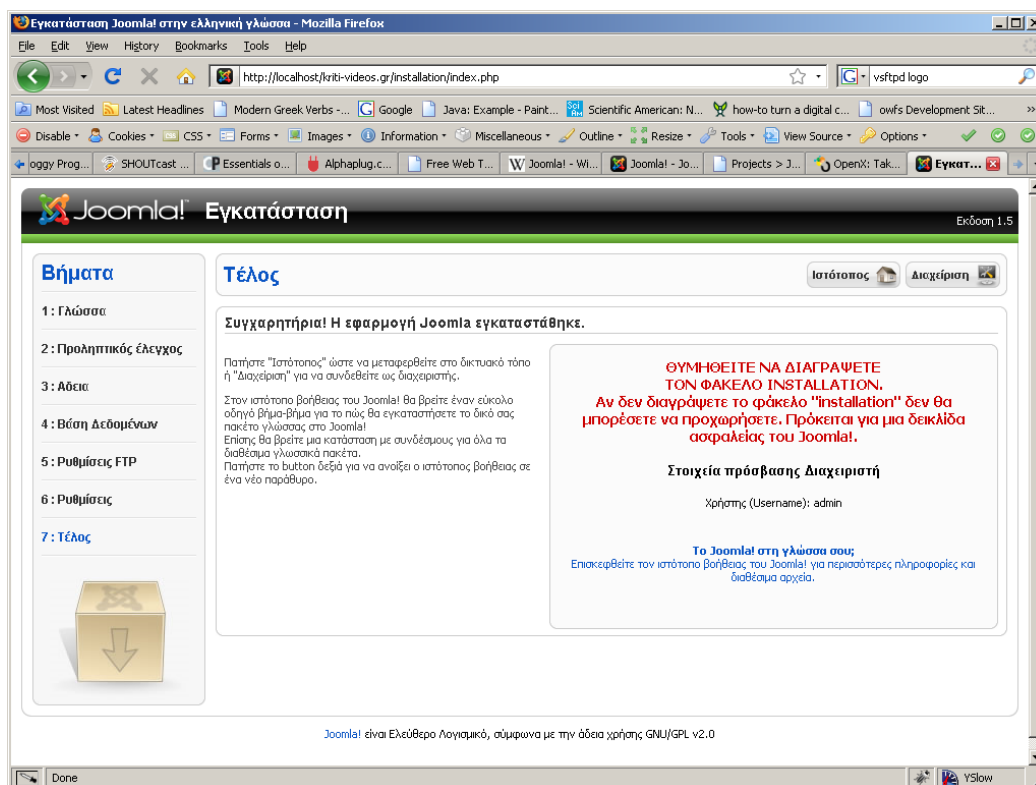 Εγκατάσταση Joomla! στην ελληνική γλώσσα - Mozilla Firefox
File Edit View History Bookmarks Tools Help
http://localhost/kriti-videos.gr/installation/index.php
vsftpd logo
Most Visited Latest Headlines Modern Greek Verbs -... Google Java: Example - Paint... Scientific American: N... how-to turn a digital c... owfs Development Sit...
Disable Cookies CSS Forms Images Information Miscellaneous Outline Resize Tools View Source Options
oggy Prog... SHOUTcast ... Essentials o... Alphaplug.c... Free Web T... Joomla! - Wi... Joomla! - Jo... Projects > J... OpenX: Tak... Εγκατ...
Joomla! Εγκατάσταση
Εκδοση 1.5
Βήματα
1 : Γλώσσα
2 : Προληπτικός έλεγχος
3 : Αδεια
4 : Βάση Δεδομένων
5 : Ρυθμίσεις FTP
6 : Ρυθμίσεις
7 : Τέλος
Τέλος
Ιστότοπος
Διαχείριση
Συγχαρητήρια! Η εφαρμογή Joomla εγκαταστάθηκε.
Πατήστε "Ιστότοπος" ώστε να μεταφερθείτε στο δικτυακό τόπο
ή "Διαχείριση" για να συνδεθείτε ως διαχειριστής.
Στον ιστότοπο βοήθειας του Joomla! θα βρείτε έναν εύκολο
οδηγό βήμα-βήμα για το πώς θα εγκαταστήσετε το δικό σας
πακέτο γλώσσας στο Joomla!
Επίσης θα βρείτε μια κατάσταση με συνδέσμους για όλα τα
διαθέσιμα γλωσσικά πακέτα.
Πατήστε το button δεξιά για να ανοίξει ο ιστότοπος βοήθειας σε
ένα νέο παράθυρο.
ΘΥΜΗΘΕΙΤΕ ΝΑ ΔΙΑΓΡΑΨΕΤΕ
ΤΟΝ ΦΑΚΕΛΟ INSTALLATION.
Αν δεν διαγράψετε το φάκελο "installation" δεν θα
μπορέσετε να προχωρήσετε. Πρόκειται για μια δεικλίδα
ασφαλείας του Joomla!.
Στοιχεία πρόσβασης Διαχειριστή
Χρήστης (Username): admin
Το Joomla! στη γλώσσα σου;
Επισκεφθείτε τον ιστότοπο βοήθειας του Joomla! για περισσότερες πληροφορίες και
διαθέσιμα αρχεία.
Joomla! είναι Ελεύθερο Λογισμικό, σύμφωνα με την άδεια χρήσης GNU/GPL v2.0
Done
YSlow